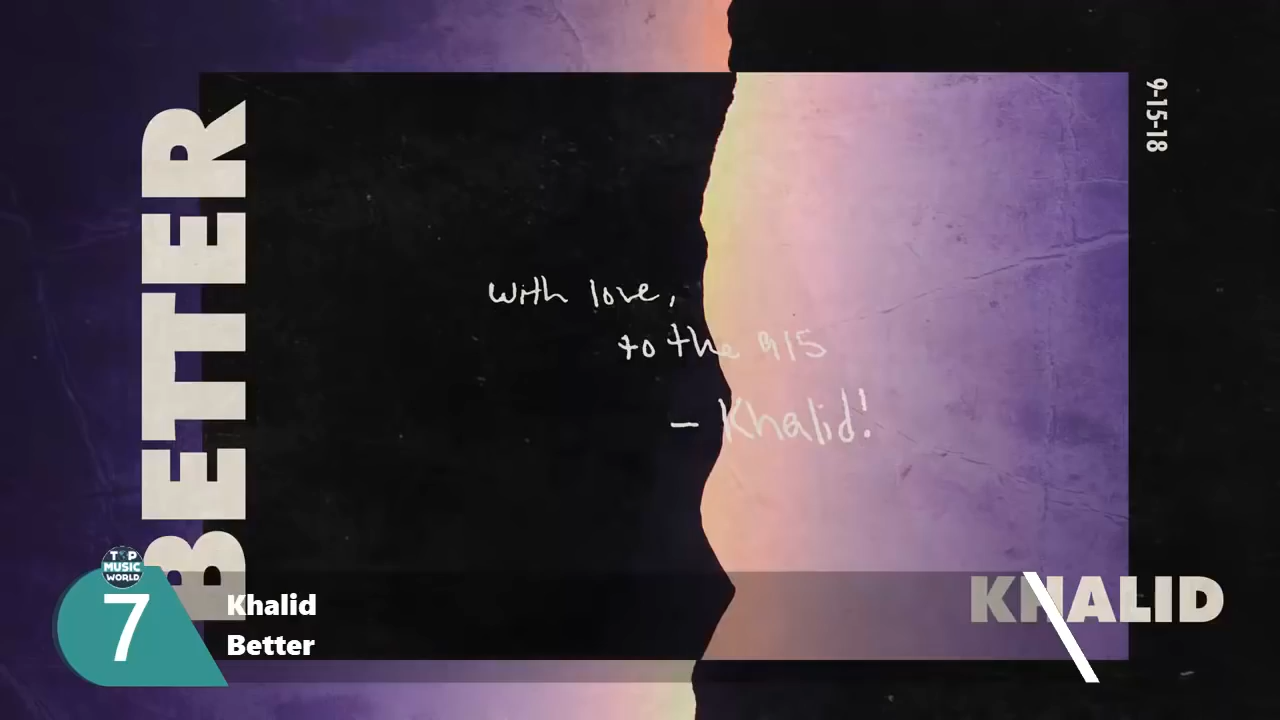 BETTER
9-15-18
with love,
to the 915
- Khalid!
KHALID
TOP
MUSIC
WORLD
7
Khalid
Better